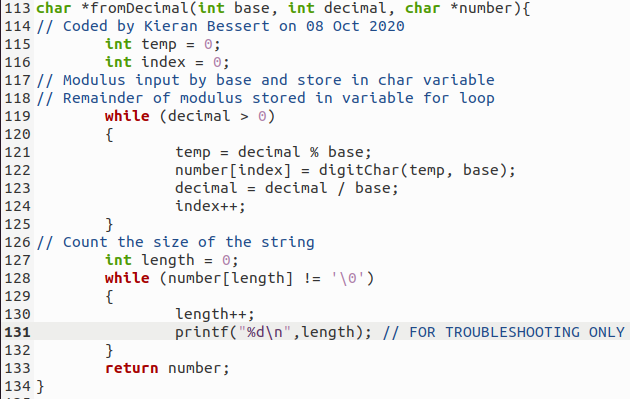 113 char *fromDecimal(int base, int decimal, char *number){
114 // Coded by Kieran Bessert on 08 Oct 2020
115 int temp = 0;
116 int index = 0;
117 // Modulus input by base and store in char variable
118 // Remainder of modulus stored in variable for loop
119 while (decimal > 0)
120 {
121 temp = decimal % base;
122 number[index] = digitChar(temp, base);
123 decimal = decimal / base;
124 index++;
125 }
126 // Count the size of the string
127 int length = 0;
128 while (number[length] != '\0')
129 {
130 length++;
131 printf("%d\n",length); // FOR TROUBLESHOOTING ONLY
132 }
133 return number;
134 }